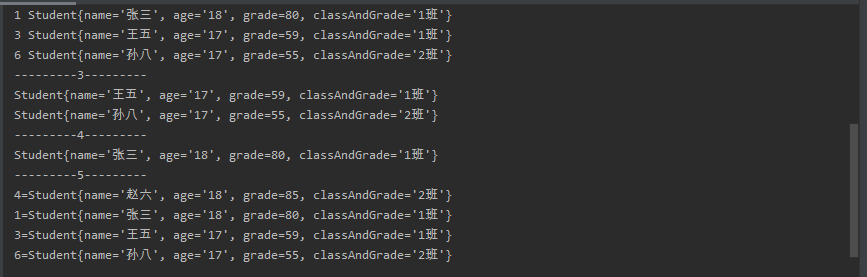 1 Student{name='张三', age='18', grade=80, classAndGrade='1班'}
3 Student{name='王五', age='17', grade=59, classAndGrade='1班'}
6 Student{name='孙八', age='17', grade=55, classAndGrade='2班'}
---------3---------
Student{name='王五', age='17', grade=59, classAndGrade='1班'}
Student{name='孙八', age='17', grade=55, classAndGrade='2班'}
---------4---------
Student{name='张三', age='18', grade=80, classAndGrade='1班'}
---------5---------
4=Student{name='赵六', age='18', grade=85, classAndGrade='2班'}
1=Student{name='张三', age='18', grade=80, classAndGrade='1班'}
3=Student{name='王五', age='17', grade=59, classAndGrade='1班'}
6=Student{name='孙八', age='17', grade=55, classAndGrade='2班'}